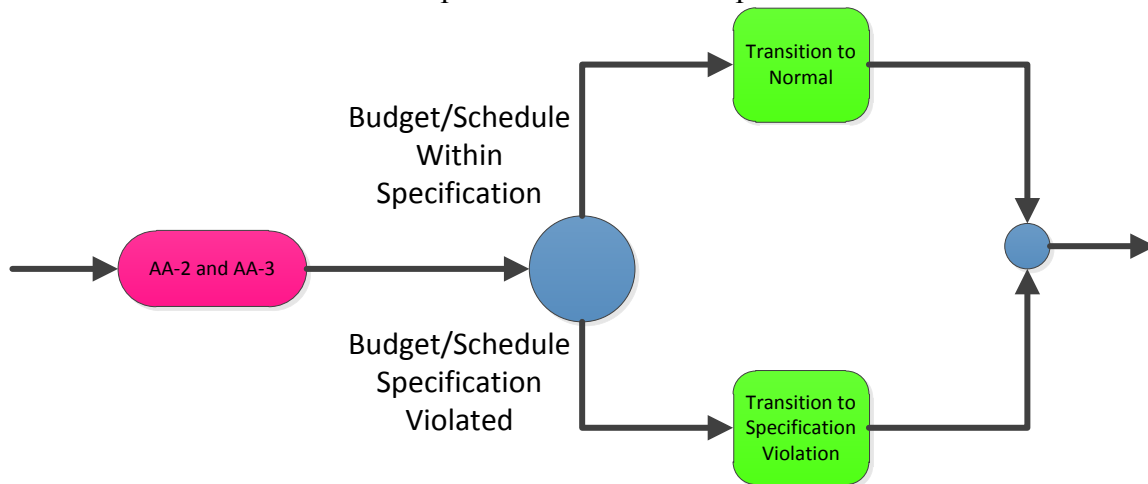 Transition to
Normal
Budget/Schedule
Within
Specification
AA-2 and AA-3
Budget/Schedule
Specification
Violated
Transition to
Specification
Violation